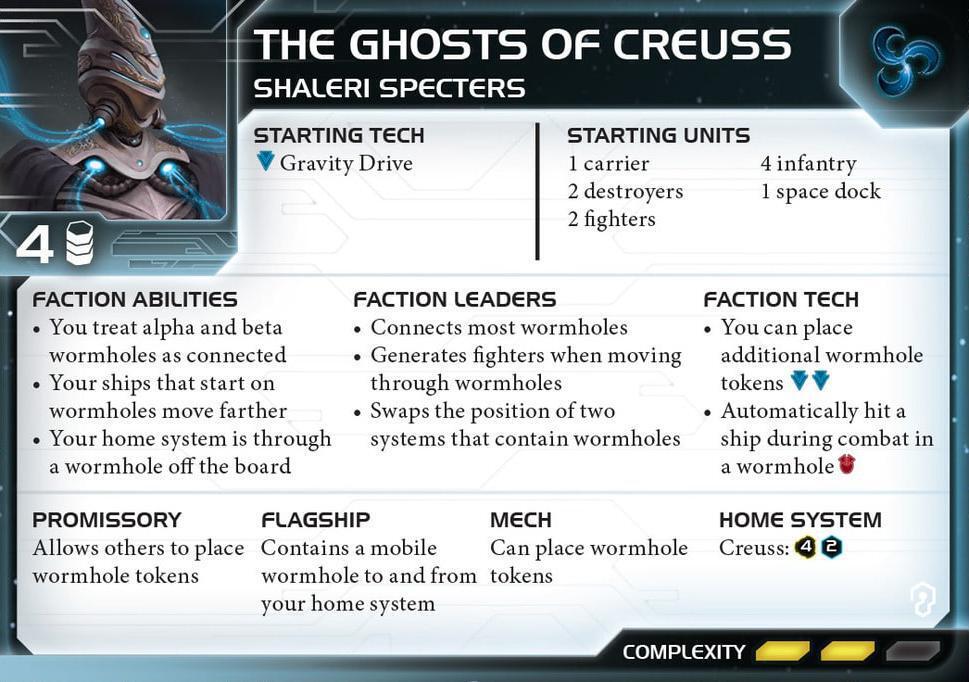 THE GHOSTS OF CREUSS
SHALERI SPECTERS
4
STARTING TECH
Gravity Drive
STARTING UNITS
1 carrier
2 destroyers
2 fighters
4 infantry
1 space dock
FACTION ABILITIES
• You treat alpha and beta
wormholes as connected
• Your ships that start on
wormholes move farther
• Your home system is through
a wormhole off the board
FACTION LEADERS
• Connects most wormholes
• Generates fighters when moving
through wormholes
• Swaps the position of two
systems that contain wormholes
FACTION TECH
• You can place
additional wormhole
tokens
• Automatically hit a
ship during combat in
a wormhole
PROMISSORY
Allows others to place
wormhole tokens
FLAGSHIP
Contains a mobile
wormhole to and from
your home system
MECH
Can place wormhole
tokens
HOME SYSTEM
Creuss: 4 2
COMPLEXITY